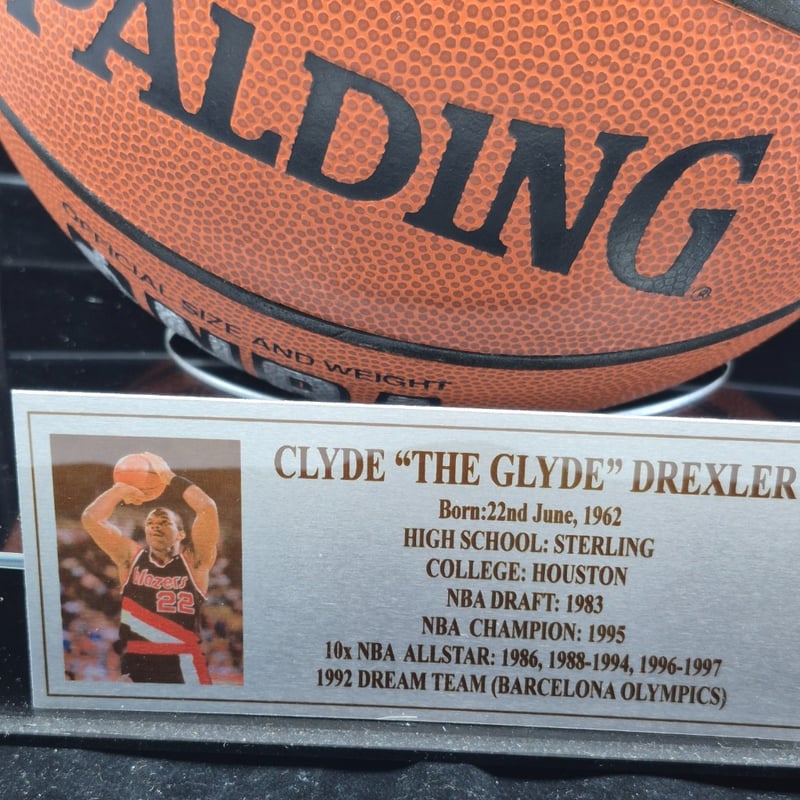 SPALDING®
OFFICIAL SIZE AND WEIGHT
CLYDE “THE GLYDE” DREXLER
Born:22nd June, 1962
HIGH SCHOOL: STERLING
COLLEGE: HOUSTON
NBA DRAFT: 1983
NBA CHAMPION: 1995
10x NBA ALLSTAR: 1986, 1988-1994, 1996-1997
1992 DREAM TEAM (BARCELONA OLYMPICS)
blazers
22